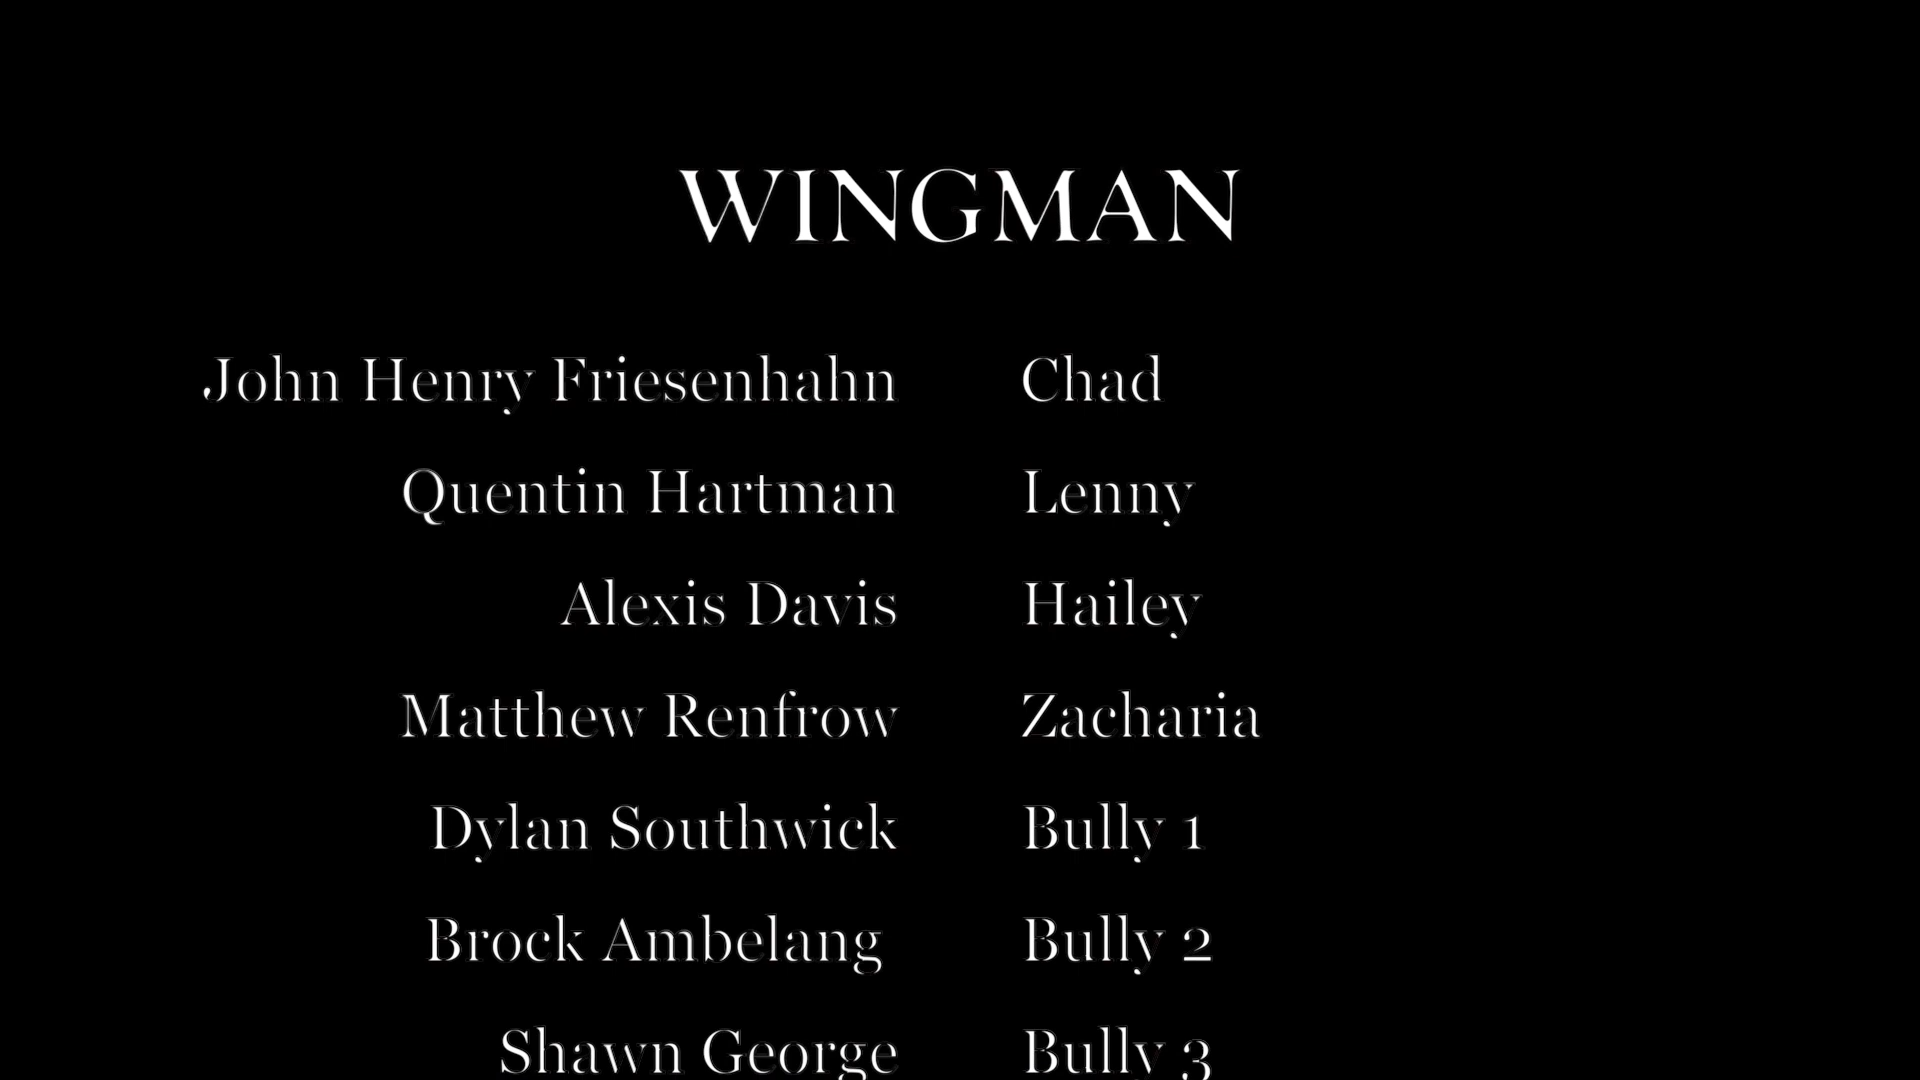 WINGMAN
John Henry Friesenhahn Chad
Quentin Hartman Lenny
Alexis Davis Hailey
Matthew Renfrow Zacharia
Dylan Southwick Bully 1
Brock Ambelang Bully 2
Shawn George Bully 3